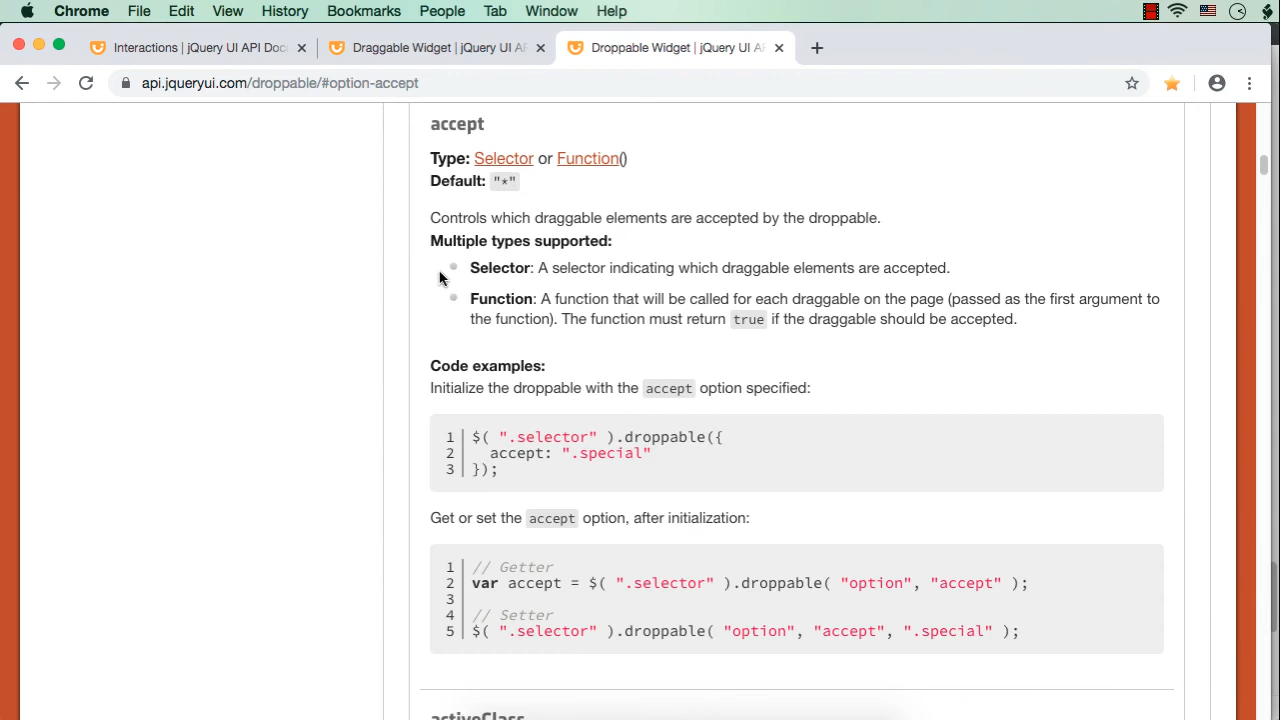 Chrome File Edit View History Bookmarks People Tab Window Help
Interactions | jQuery UI API Doc
Draggable Widget | jQuery UI AF
Droppable Widget | jQuery UI AF
api.jqueryui.com/droppable/#option-accept
accept
Type: Selector or Function()
Default: "*"
Controls which draggable elements are accepted by the droppable.
Multiple types supported:
Selector: A selector indicating which draggable elements are accepted.
Function: A function that will be called for each draggable on the page (passed as the first argument to
the function). The function must return true if the draggable should be accepted.
Code examples:
Initialize the droppable with the accept option specified:
1 $( ".selector" ).droppable({
2 accept: ".special"
3 });
Get or set the accept option, after initialization:
1 // Getter
2 var accept = $( ".selector" ).droppable( "option", "accept" );
3
4 // Setter
5 $( ".selector" ).droppable( "option", "accept", ".special" );
activeClass